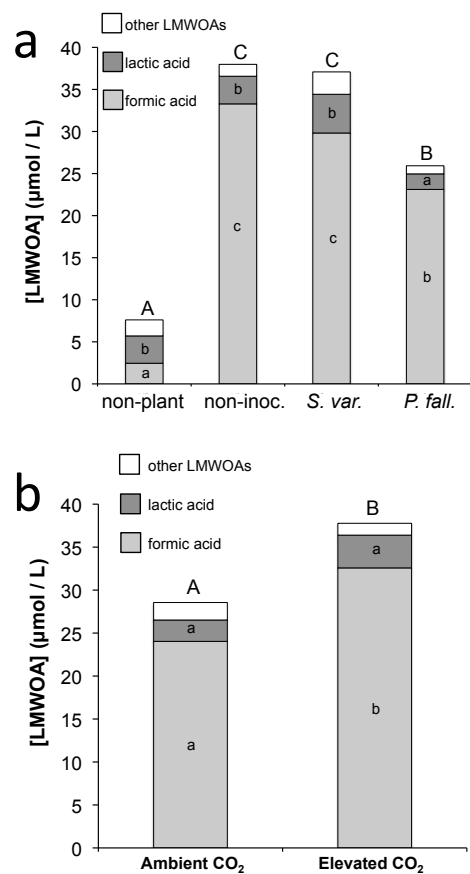 a
other LMWOAs
lactic acid
formic acid
[LMWOA] (µmol / L)
40
35
30
25
20
15
10
5
0
A
b
a
C
b
c
C
b
c
B
a
b
non-plant non-inoc. S. var. P. fall.
b
other LMWOAs
lactic acid
formic acid
[LMWOA] (µmol / L)
40
35
30
25
20
15
10
5
0
A
a
a
B
a
b
Ambient CO₂ Elevated CO₂